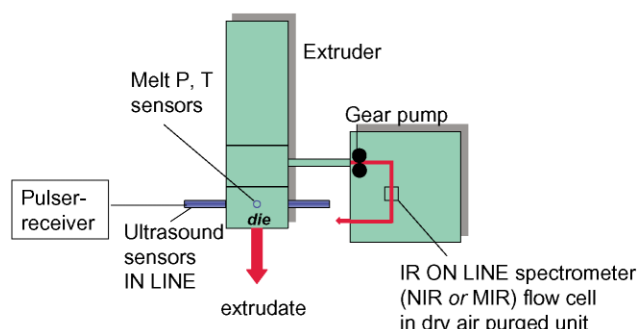 Extruder
Melt P, T
sensors
Gear pump
Pulser-
receiver
die
Ultrasound
sensors
IN LINE
extrudate
IR ON LINE spectrometer
(NIR or MIR) flow cell
in dry air purged unit